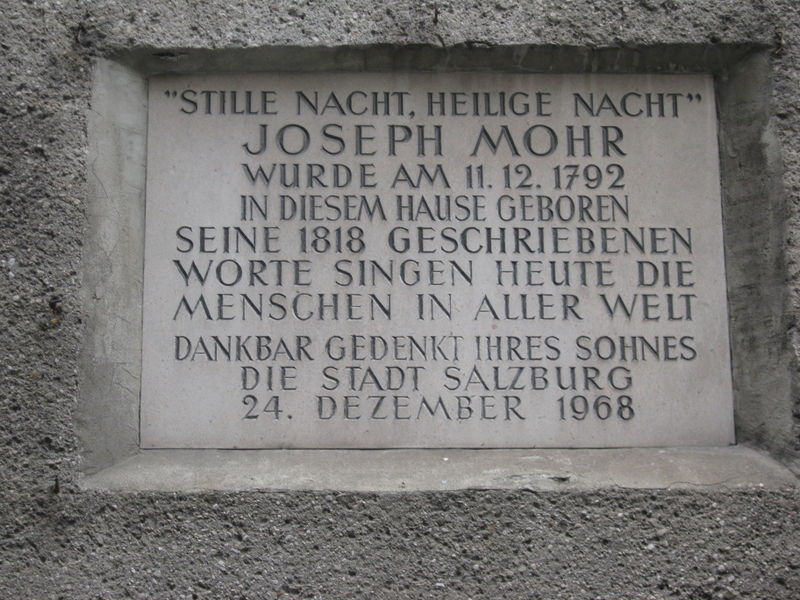 "STILLE NACHT, HEILIGE NACHT"
JOSEPH MOHR
WURDE AM 11. 12. 1792
IN DIESEM HAUSE GEBOREN
SEINE 1818 GESCHRIEBENEN
WORTE SINGEN HEUTE DIE
MENSCHEN IN ALLER WELT
DANKBAR GEDENKT IHRES SOHNES
DIE STADT SALZBURG
24. DEZEMBER 1968